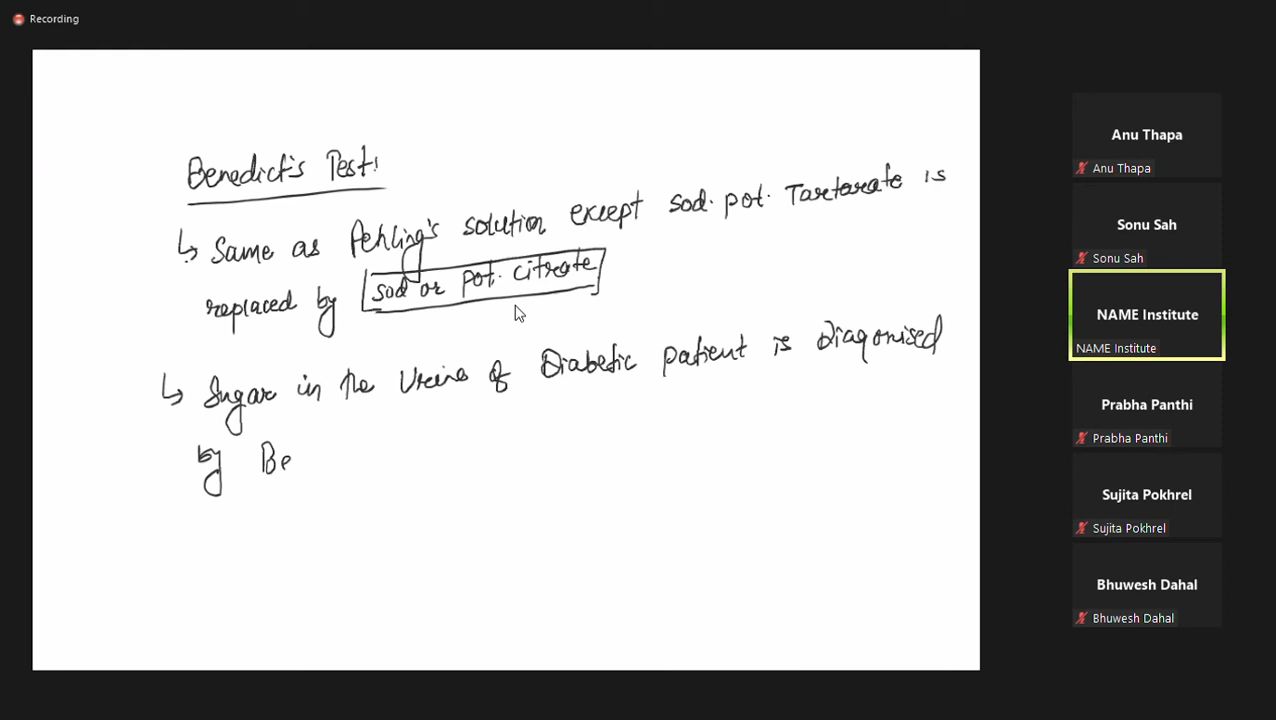 Recording
Benedict's Test:
↳ Same as Fehling's solution except sod. pot. Tartarate is
replaced by sod or pot. citrate
↳ Sugar in the Urine of Diabetic patient is Diagonised
by Be
Anu Thapa
Anu Thapa
Sonu Sah
Sonu Sah
NAME Institute
NAME Institute
Prabha Panthi
Prabha Panthi
Sujita Pokhrel
Sujita Pokhrel
Bhuwesh Dahal
Bhuwesh Dahal